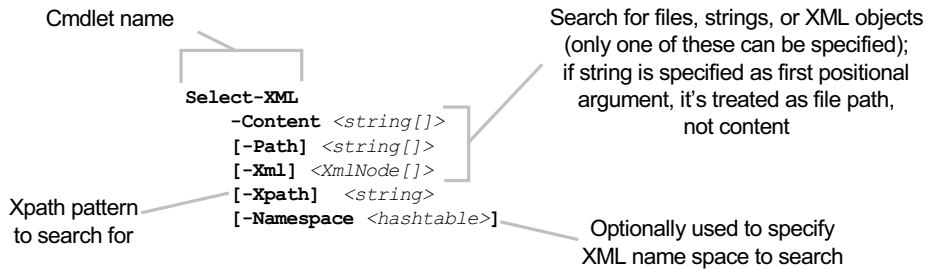 Cmdlet name
Search for files, strings, or XML objects
(only one of these can be specified);
if string is specified as first positional
argument, it's treated as file path,
not content
Select-XML
-Content <string[]>
[-Path] <string[]>
[-Xml] <XmlNode[]>
[-Xpath] <string>
[-Namespace <hashtable>]
Xpath pattern
to search for
Optionally used to specify
XML name space to search